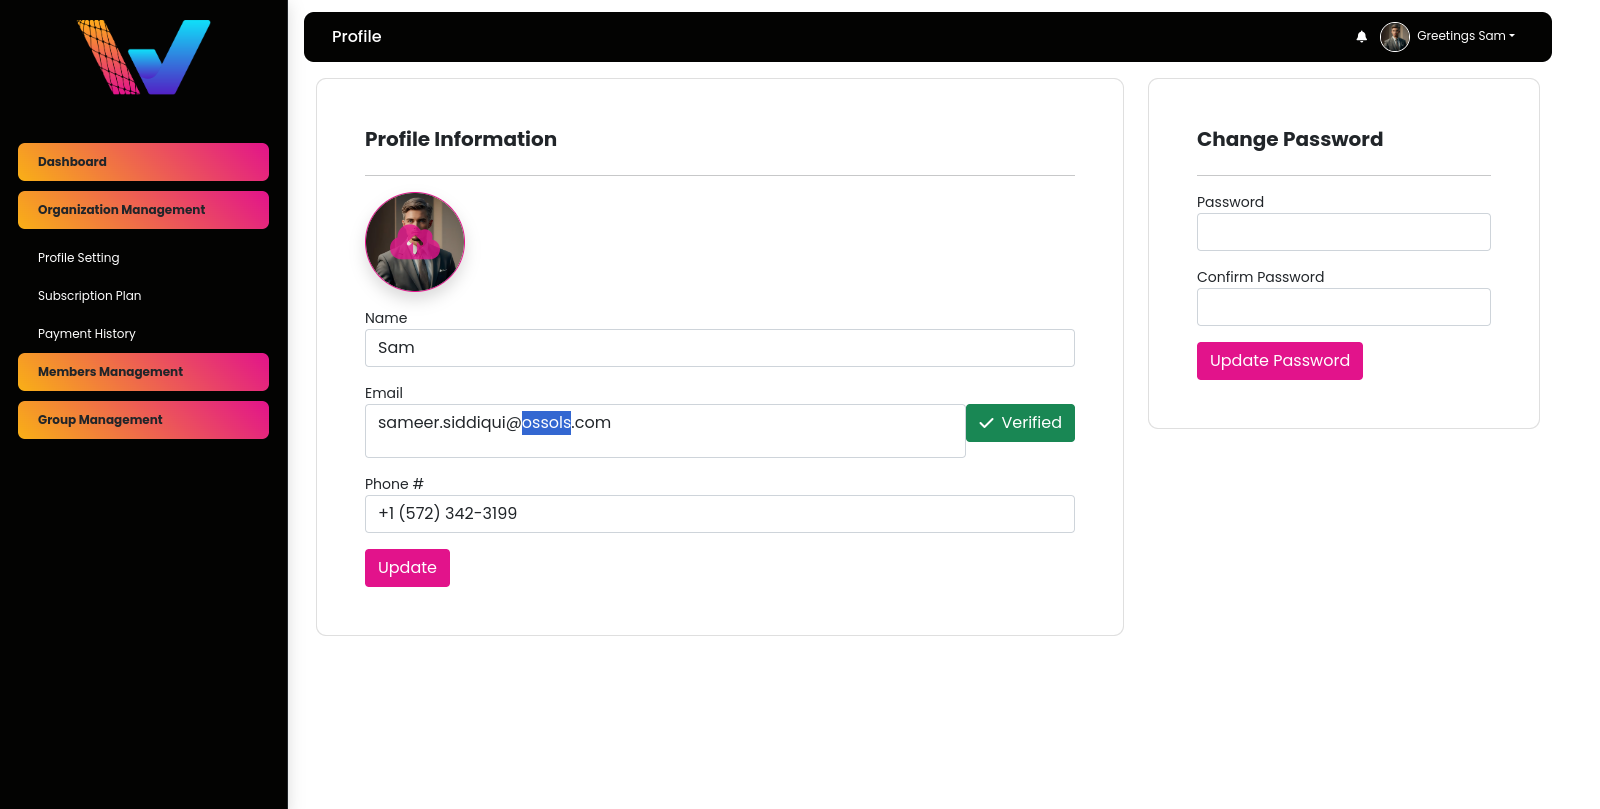 Dashboard
Organization Management
Profile Setting
Subscription Plan
Payment History
Members Management
Group Management
Profile
Greetings Sam
Profile Information
Name
Sam
Email
sameer.siddiqui@ossols.com
Verified
Phone #
+1 (572) 342-3199
Update
Change Password
Password
Confirm Password
Update Password